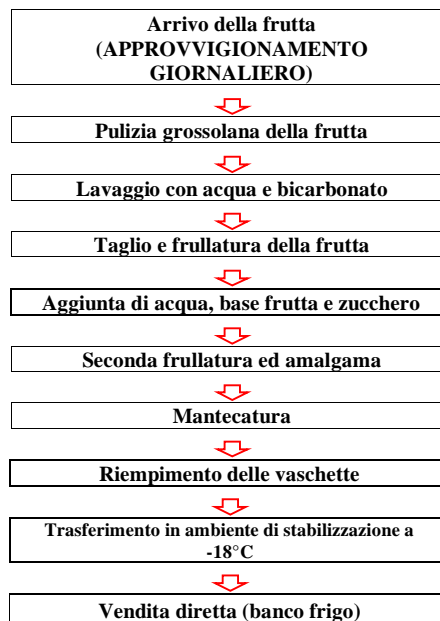 Arrivo della frutta
(APPROVVIGIONAMENTO
GIORNALIERO)
Pulizia grossolana della frutta
Lavaggio con acqua e bicarbonato
Taglio e frullatura della frutta
Aggiunta di acqua, base frutta e zucchero
Seconda frullatura ed amalgama
Mantecatura
Riempimento delle vaschette
Trasferimento in ambiente di stabilizzazione a
-18°C
Vendita diretta (banco frigo)